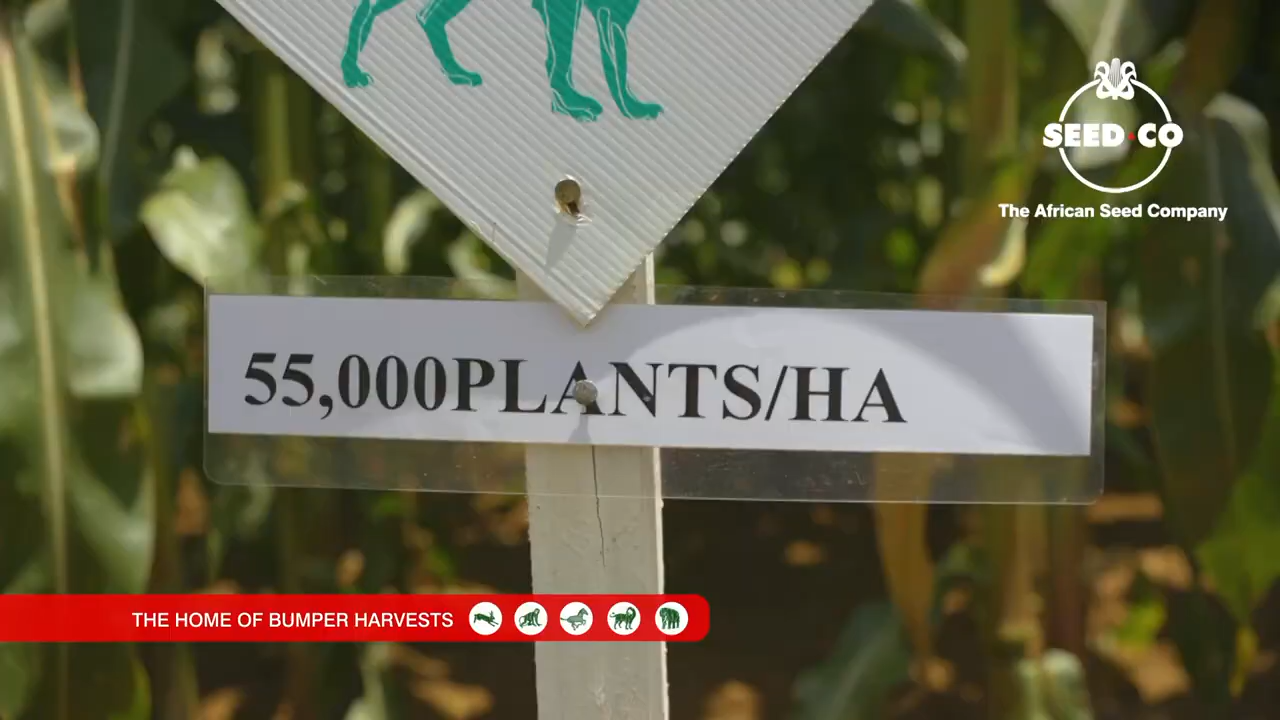 SEED·CO
The African Seed Company
55,000PLANTS/HA
THE HOME OF BUMPER HARVESTS